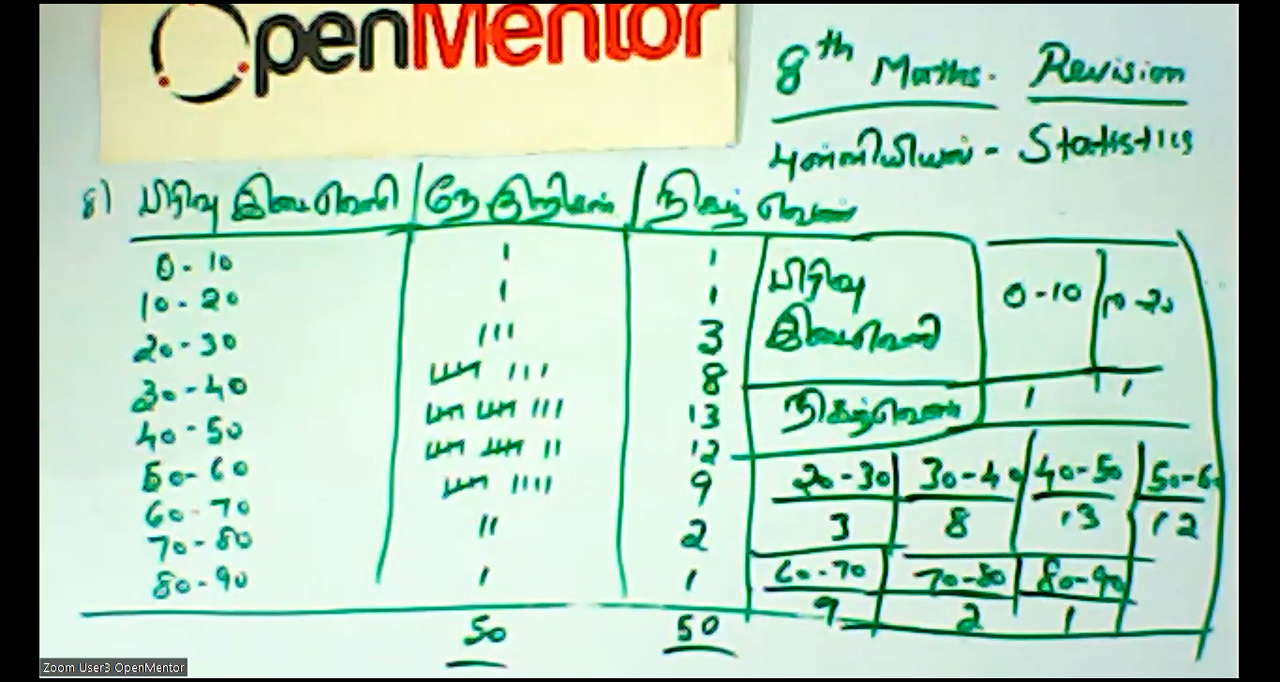 OpenMentor
8th Maths. Revision
புள்ளியியல் - Statistics
8) பிரிவு இடைவெளி | நே குறிகள் | நிகழ் வெண்
0-10 | 1
10-20 | 1
20-30 ||| 3
30-40 𝍸 ||| 8
40-50 𝍸 𝍸 ||| 13
50-60 𝍸 𝍸 || 12
60-70 𝍸 |||| 9
70-80 || 2
80-90 | 1
50 50
பிரிவு இடைவெளி 0-10 10-20
நிகழ்வெண் 1 1
20-30 30-40 40-50 50-60
3 8 13 12
60-70 70-80 80-90
9 2 1
Zoom User3 OpenMentor